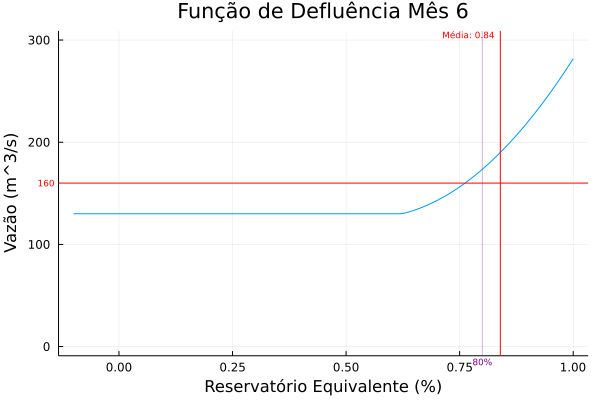 Função de Defluência Mês 6
Média: 0.84
300
200
160
100
0
Vazão (m^3/s)
0.00
0.25
0.50
0.75
80%
1.00
Reservatório Equivalente (%)